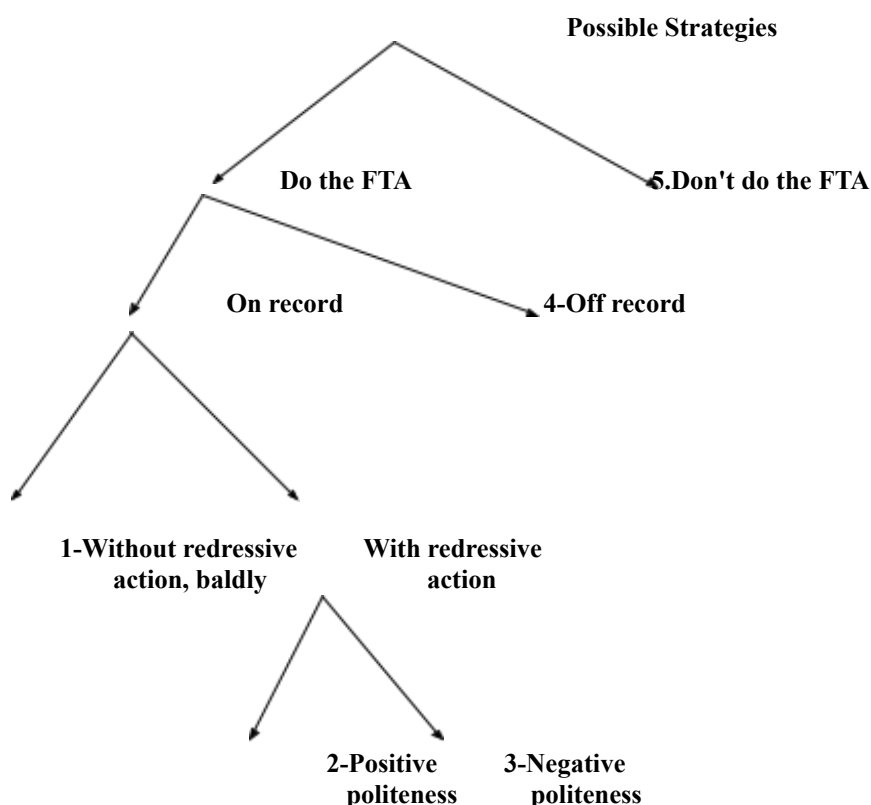 Possible Strategies
Do the FTA
5.Don't do the FTA
On record
4-Off record
1-Without redressive
action, baldly
With redressive
action
2-Positive
politeness
3-Negative
politeness